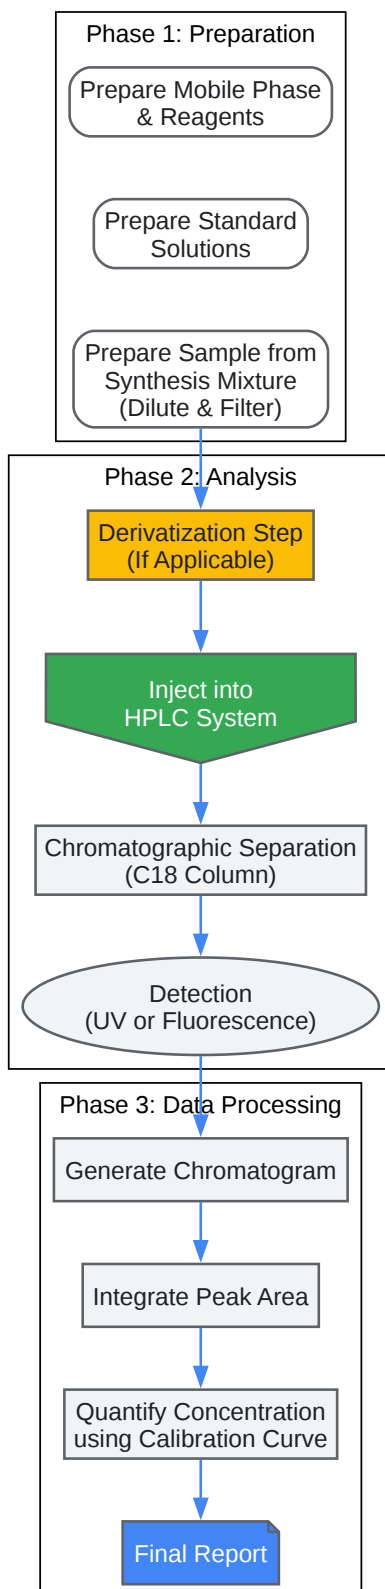 Phase 1: Preparation
Prepare Mobile Phase
& Reagents
Prepare Standard
Solutions
Prepare Sample from
Synthesis Mixture
(Dilute & Filter)
Phase 2: Analysis
Derivatization Step
(If Applicable)
Inject into
HPLC System
Chromatographic Separation
(C18 Column)
Detection
(UV or Fluorescence)
Phase 3: Data Processing
Generate Chromatogram
Integrate Peak Area
Quantify Concentration
using Calibration Curve
Final Report